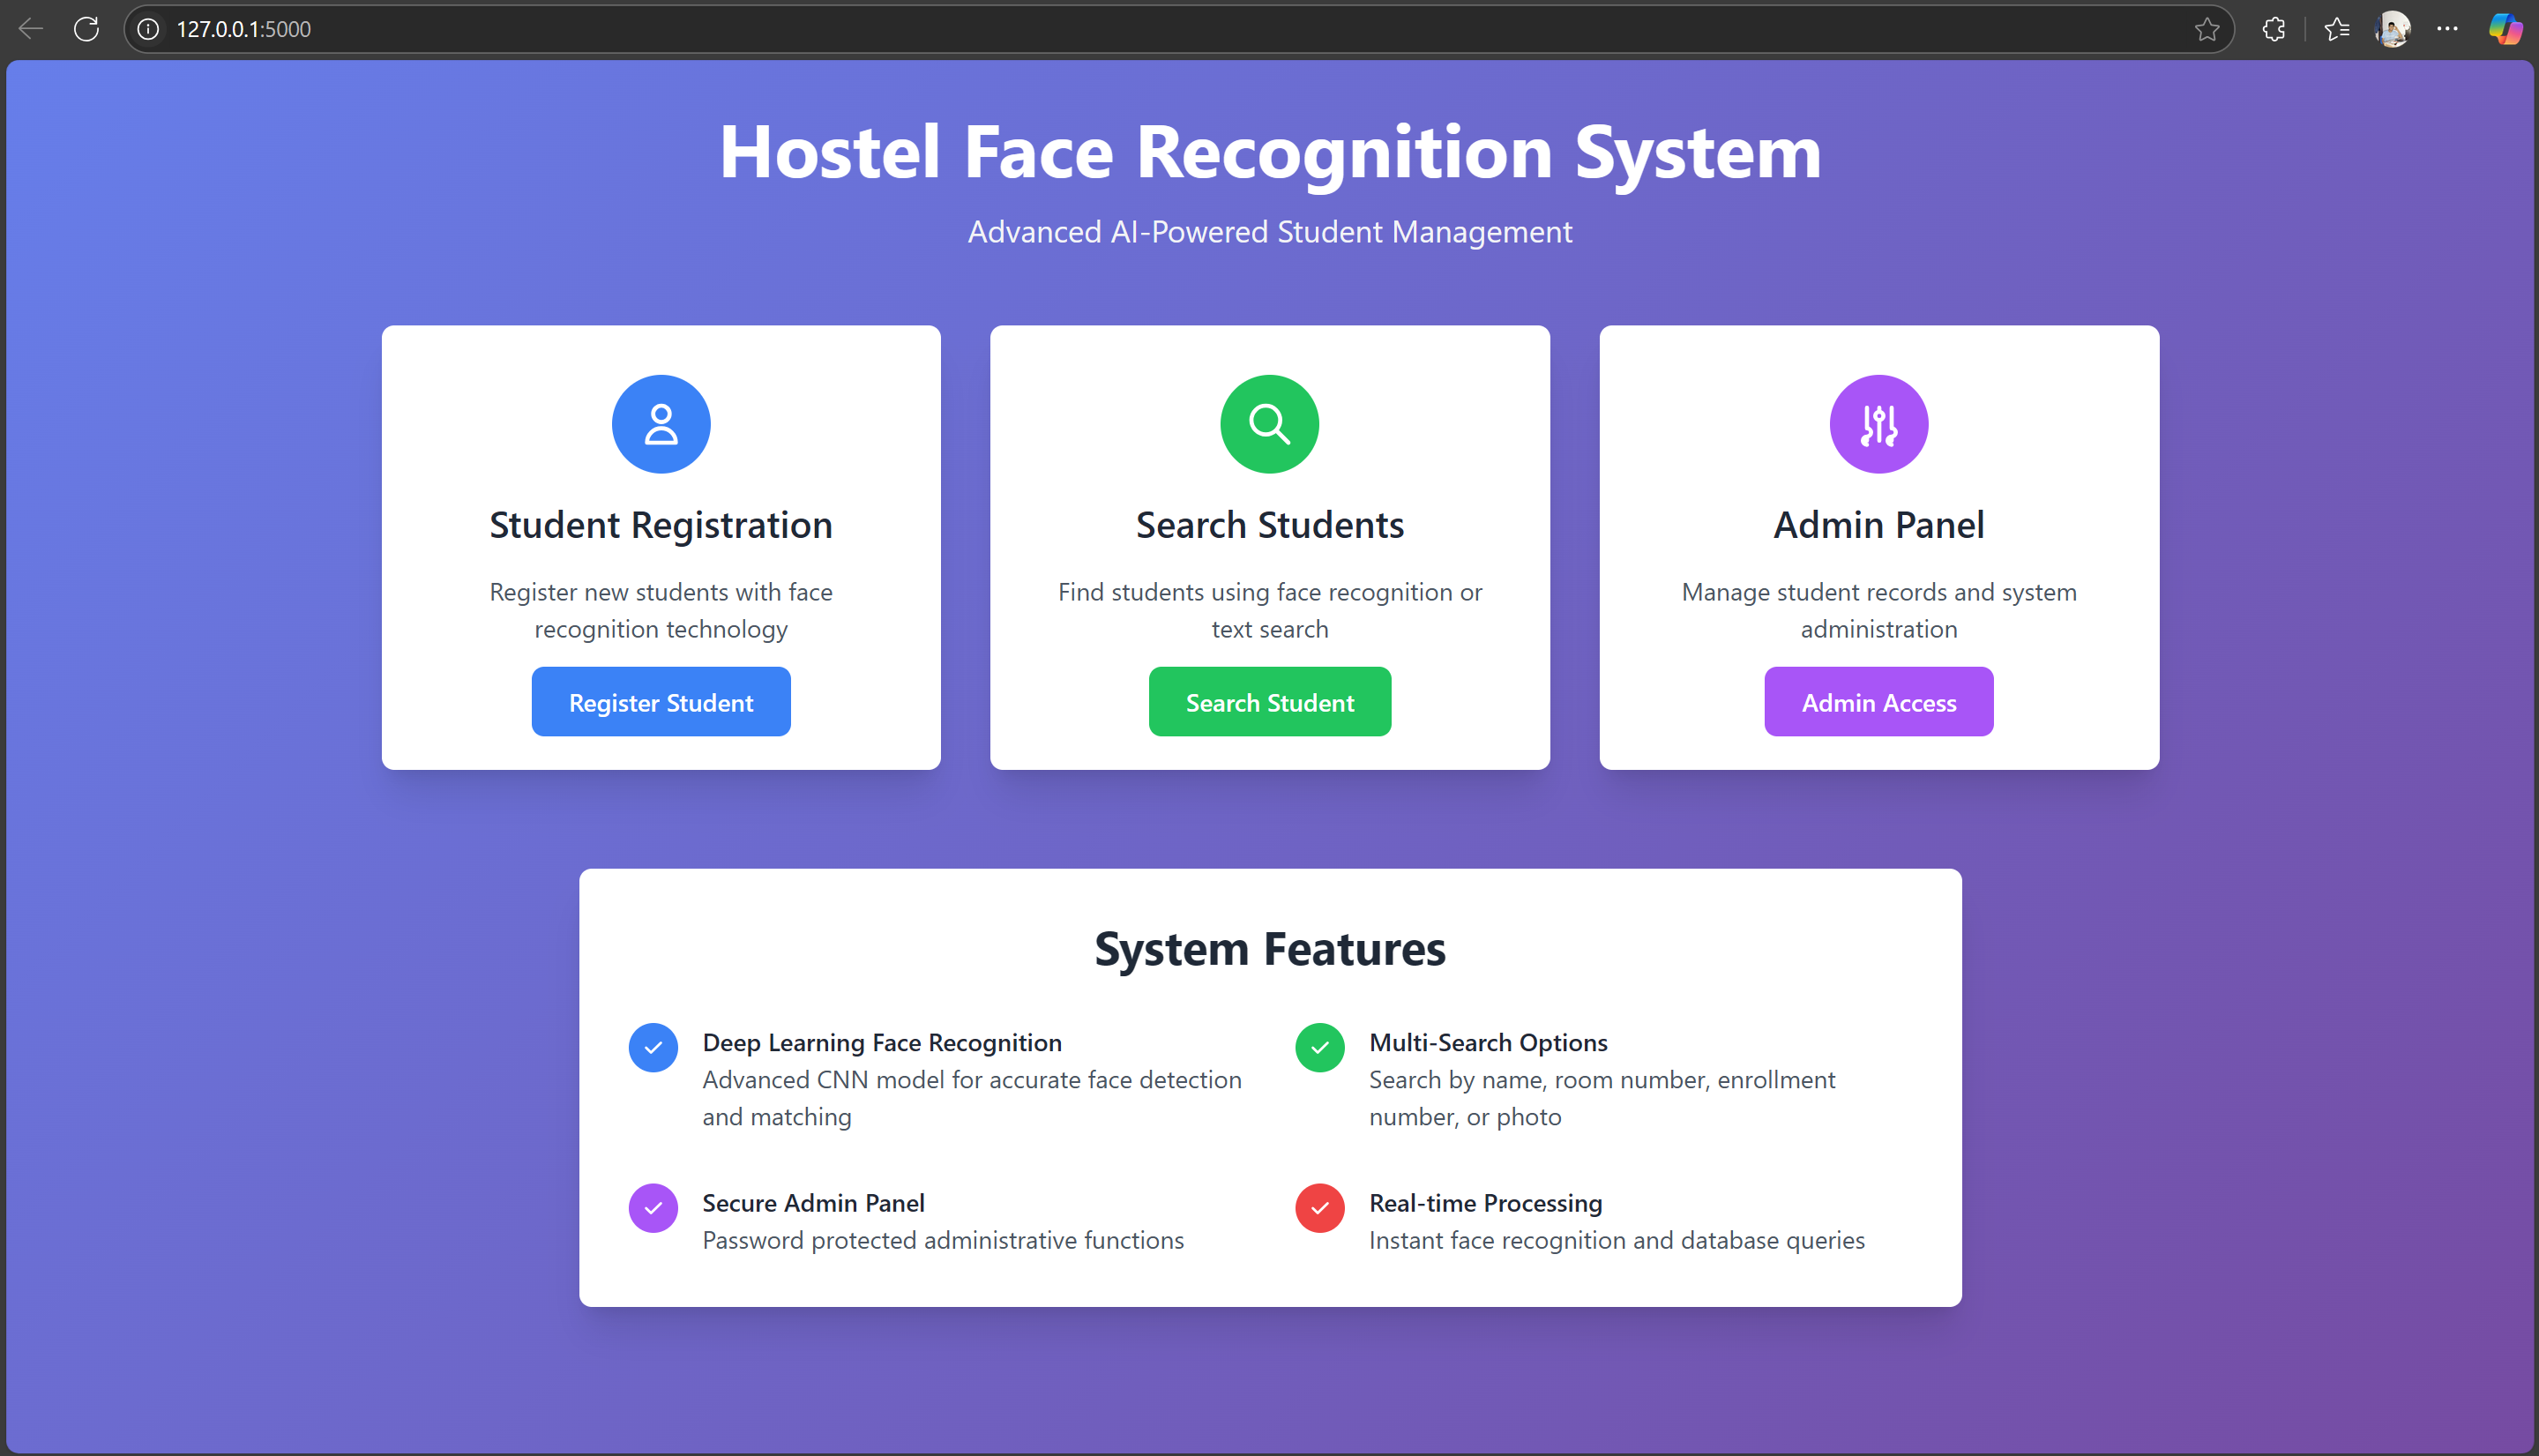 127.0.0.1:5000
Hostel Face Recognition System
Advanced AI-Powered Student Management
Student Registration
Register new students with face
recognition technology
Register Student
Search Students
Find students using face recognition or
text search
Search Student
Admin Panel
Manage student records and system
administration
Admin Access
System Features
Deep Learning Face Recognition
Advanced CNN model for accurate face detection
and matching
Multi-Search Options
Search by name, room number, enrollment
number, or photo
Secure Admin Panel
Password protected administrative functions
Real-time Processing
Instant face recognition and database queries